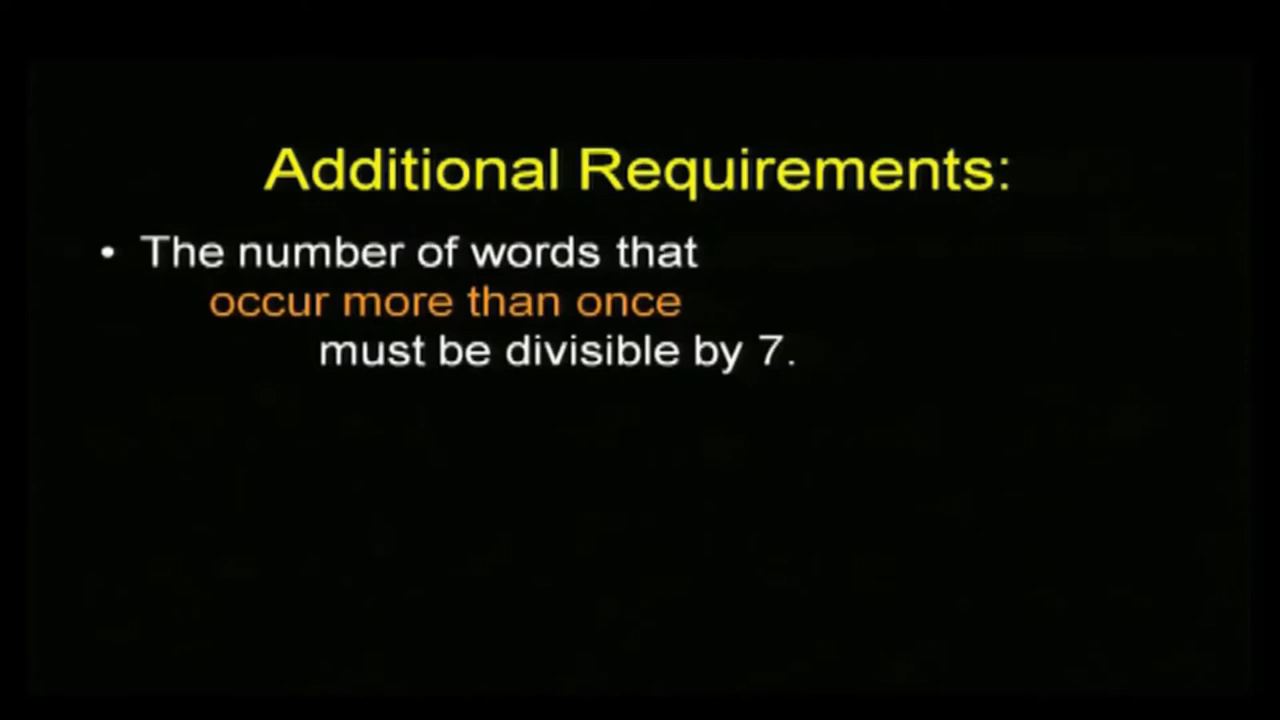 Additional Requirements:
• The number of words that
occur more than once
must be divisible by 7.